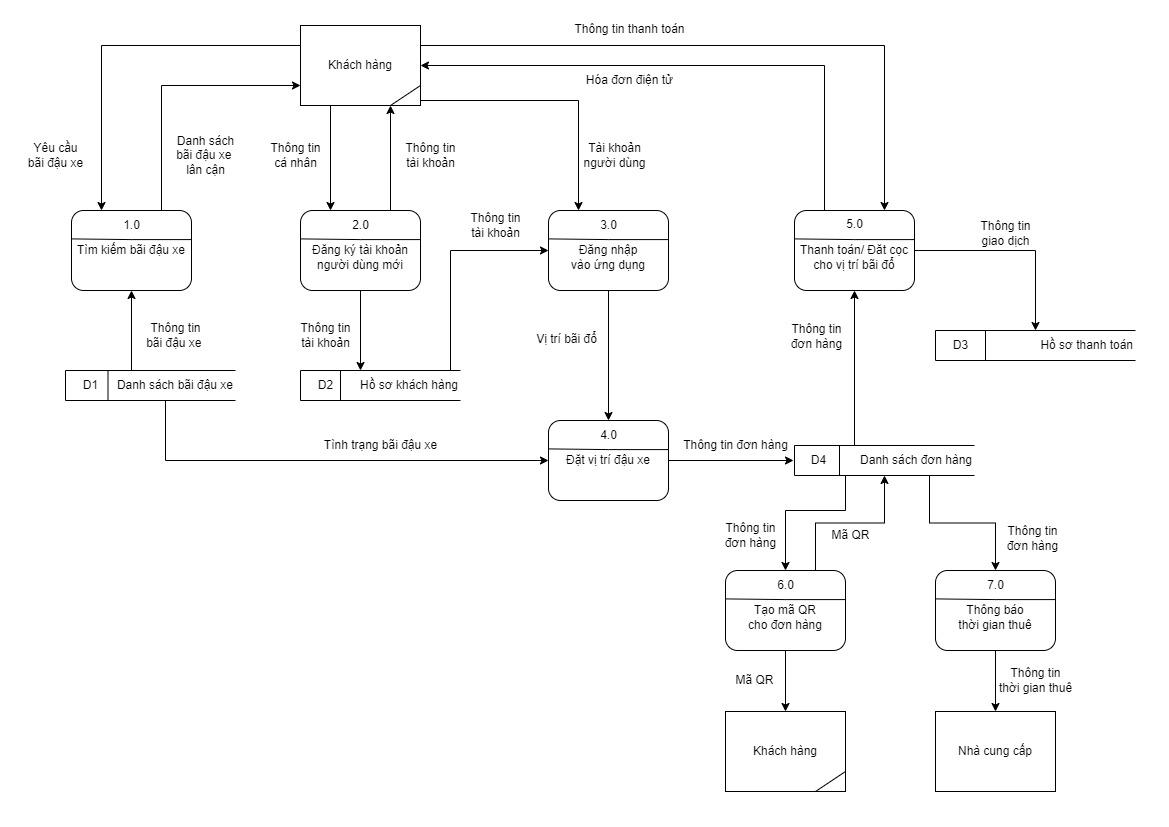 Thông tin thanh toán
Khách hàng
Hóa đơn điện tử
Yêu cầu
bãi đậu xe
Danh sách
bãi đậu xe
lân cận
Thông tin
cá nhân
Thông tin
tài khoản
Tài khoản
người dùng
1.0
Tìm kiếm bãi đậu xe
2.0
Đăng ký tài khoản
người dùng mới
Thông tin
tài khoản
3.0
Đăng nhập
vào ứng dụng
5.0
Thanh toán/ Đặt cọc
cho vị trí bãi đỗ
Thông tin
giao dịch
Thông tin
bãi đậu xe
Thông tin
tài khoản
Vị trí bãi đỗ
Thông tin
đơn hàng
D3
Hồ sơ thanh toán
D1
Danh sách bãi đậu xe
D2
Hồ sơ khách hàng
Tình trạng bãi đậu xe
4.0
Đặt vị trí đậu xe
Thông tin đơn hàng
D4
Danh sách đơn hàng
Thông tin
đơn hàng
Mã QR
Thông tin
đơn hàng
6.0
Tạo mã QR
cho đơn hàng
7.0
Thông báo
thời gian thuê
Mã QR
Thông tin
thời gian thuê
Khách hàng
Nhà cung cấp